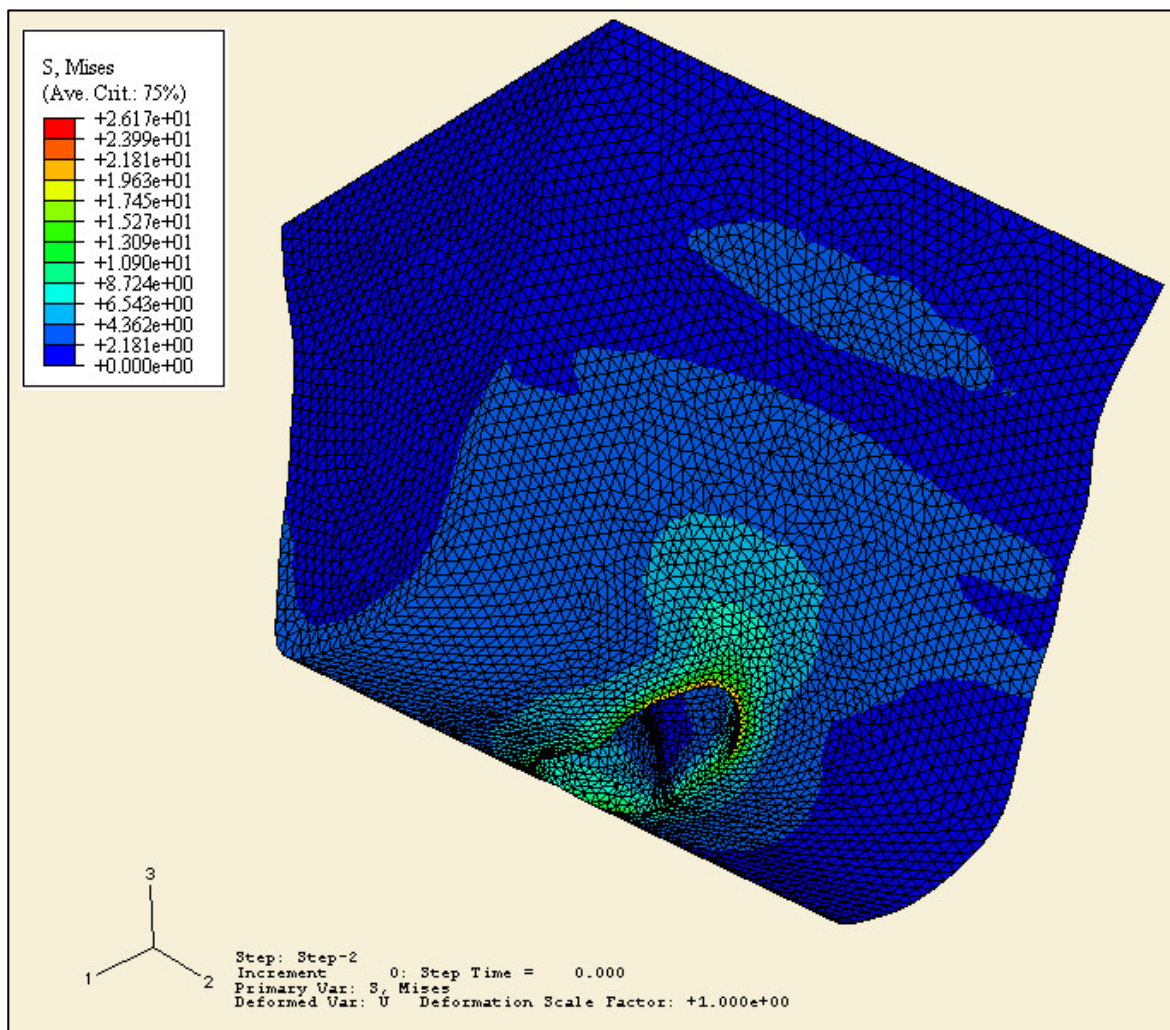 S, Mises
(Ave. Crit.: 75%)
+2.617e+01
+2.399e+01
+2.181e+01
+1.963e+01
+1.745e+01
+1.527e+01
+1.309e+01
+1.090e+01
+8.724e+00
+6.543e+00
+4.362e+00
+2.181e+00
+0.000e+00
3
1
2
Step: Step-2
Increment 0: Step Time = 0.000
Primary Var: S, Mises
Deformed Var: U Deformation Scale Factor: +1.000e+00